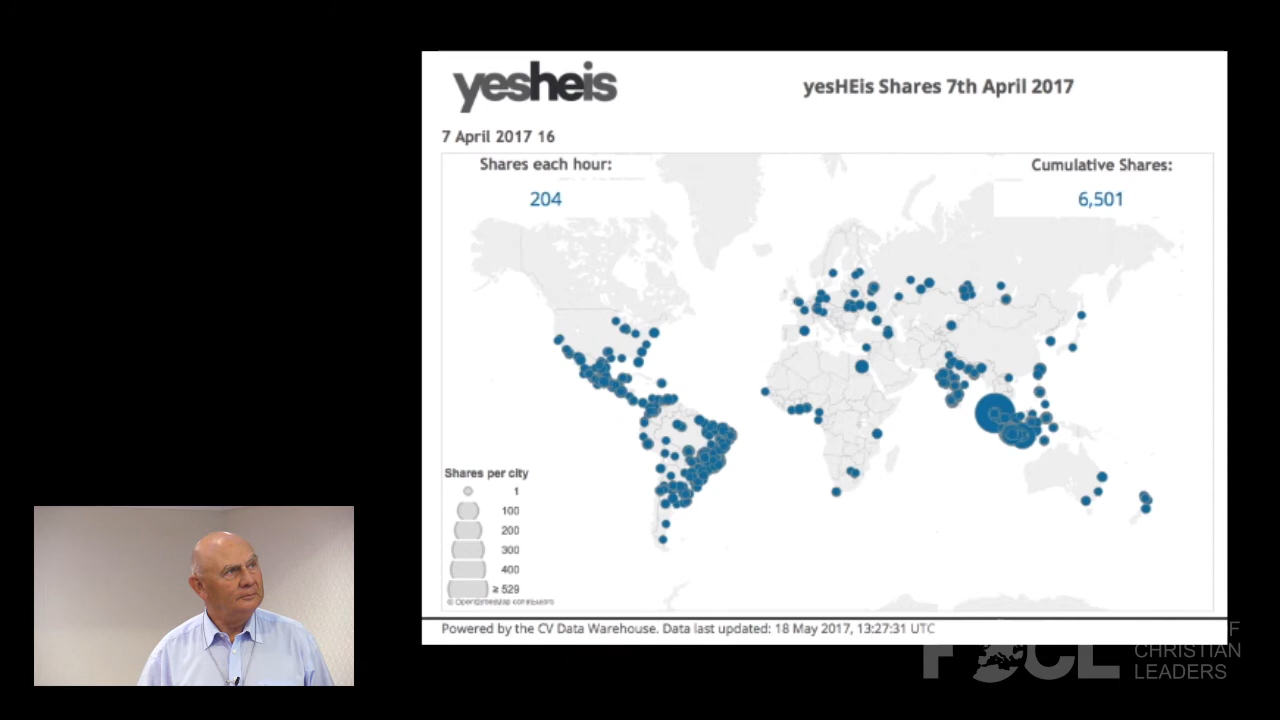 yesheis
yesHEis Shares 7th April 2017
7 April 2017 16
Shares each hour:
204
Cumulative Shares:
6,501
Shares per city
1
100
200
300
400
≥ 529
© OpenStreetMap contributors
Powered by the CV Data Warehouse. Data last updated: 18 May 2017, 13:27:31 UTC
CHRISTIAN
LEADERS